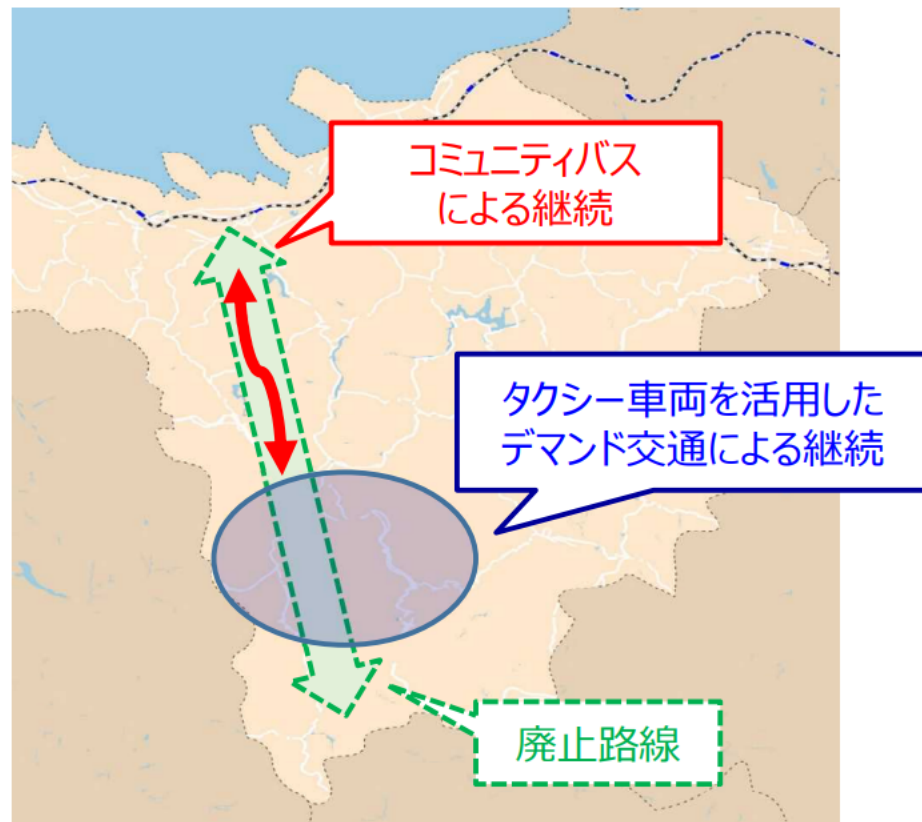 コミュニティバス
による継続
タクシー車両を活用した
デマンド交通による継続
廃止路線